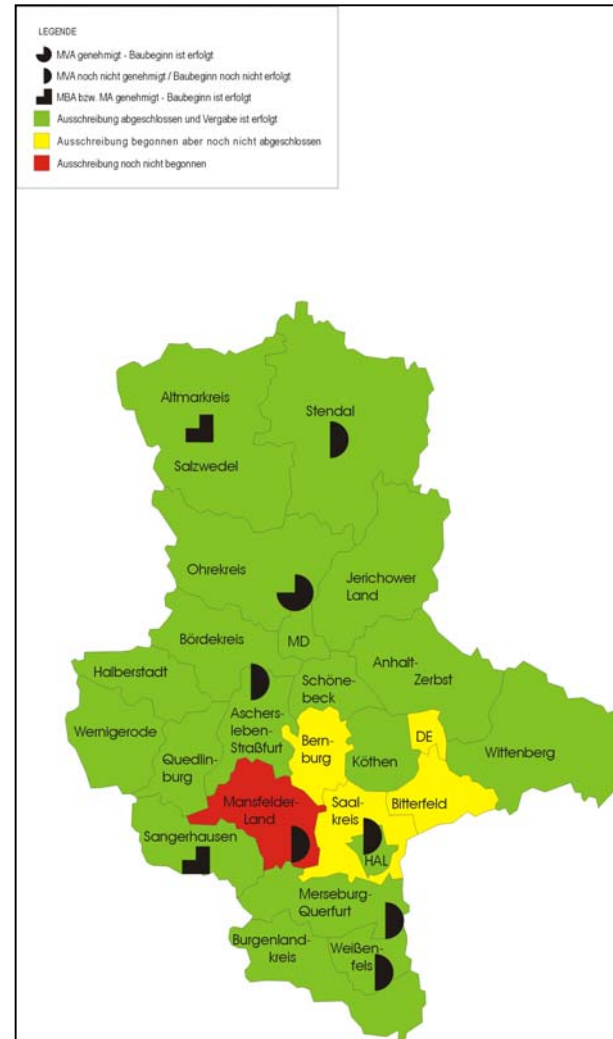 LEGENDE
MVA genehmigt - Baubeginn ist erfolgt
MVA noch nicht genehmigt / Baubeginn noch nicht erfolgt
MBA bzw. MA genehmigt - Baubeginn ist erfolgt
Ausschreibung abgeschlossen und Vergabe ist erfolgt
Ausschreibung begonnen aber noch nicht abgeschlossen
Ausschreibung noch nicht begonnen
Altmarkreis
Salzwedel
Stendal
Ohrekreis
Jerichower
Land
Bördekreis
MD
Halberstadt
Schöne-
beck
Anhalt-
Zerbst
Wernigerode
Aschers-
leben-
Straßfurt
Quedlin-
burg
Bern-
burg
Köthen
DE
Wittenberg
Mansfelder-
Land
Saal-
kreis
Bitterfeld
Sangerhausen
HAL
Merseburg-
Querfurt
Burgenland-
kreis
Weißen-
fels